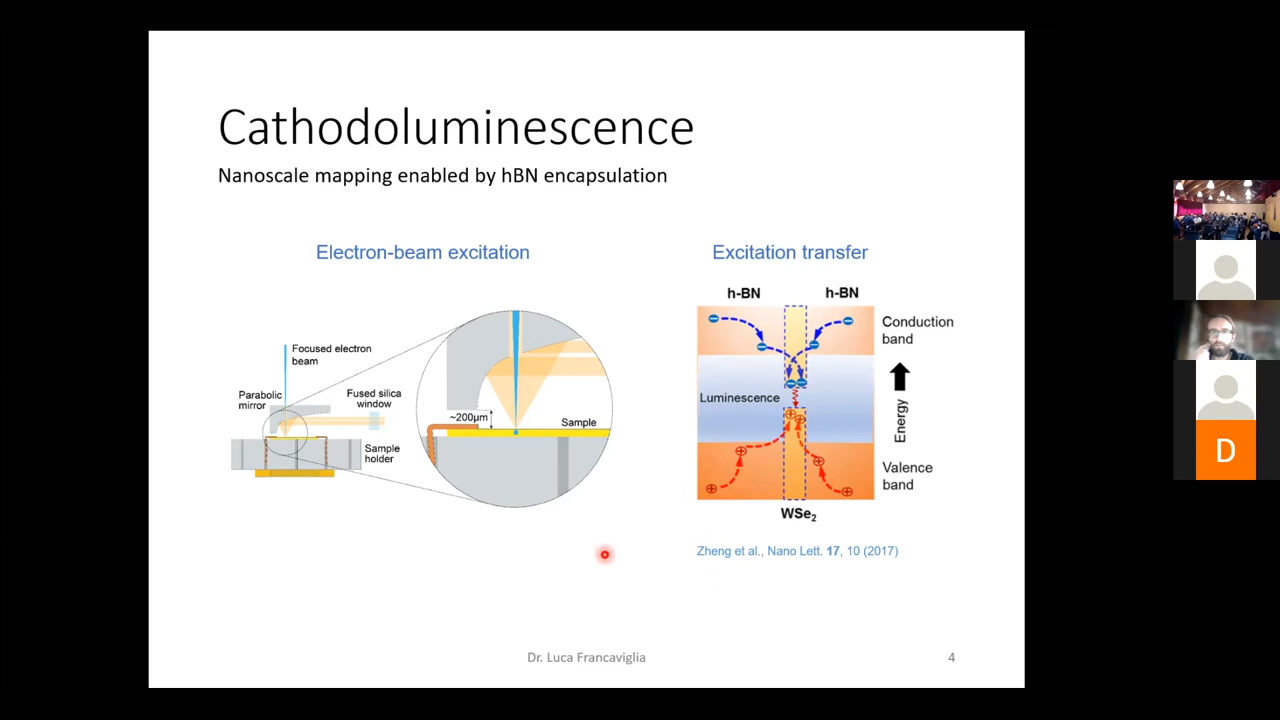 Cathodoluminescence
Nanoscale mapping enabled by hBN encapsulation
Electron-beam excitation
Focused electron
beam
Parabolic
mirror
Fused silica
window
Sample
holder
~200µm
Sample
Excitation transfer
h-BN
h-BN
Conduction
band
Luminescence
Energy
Valence
band
WSe2
Zheng et al., Nano Lett. 17, 10 (2017)
Dr. Luca Francaviglia
4
D